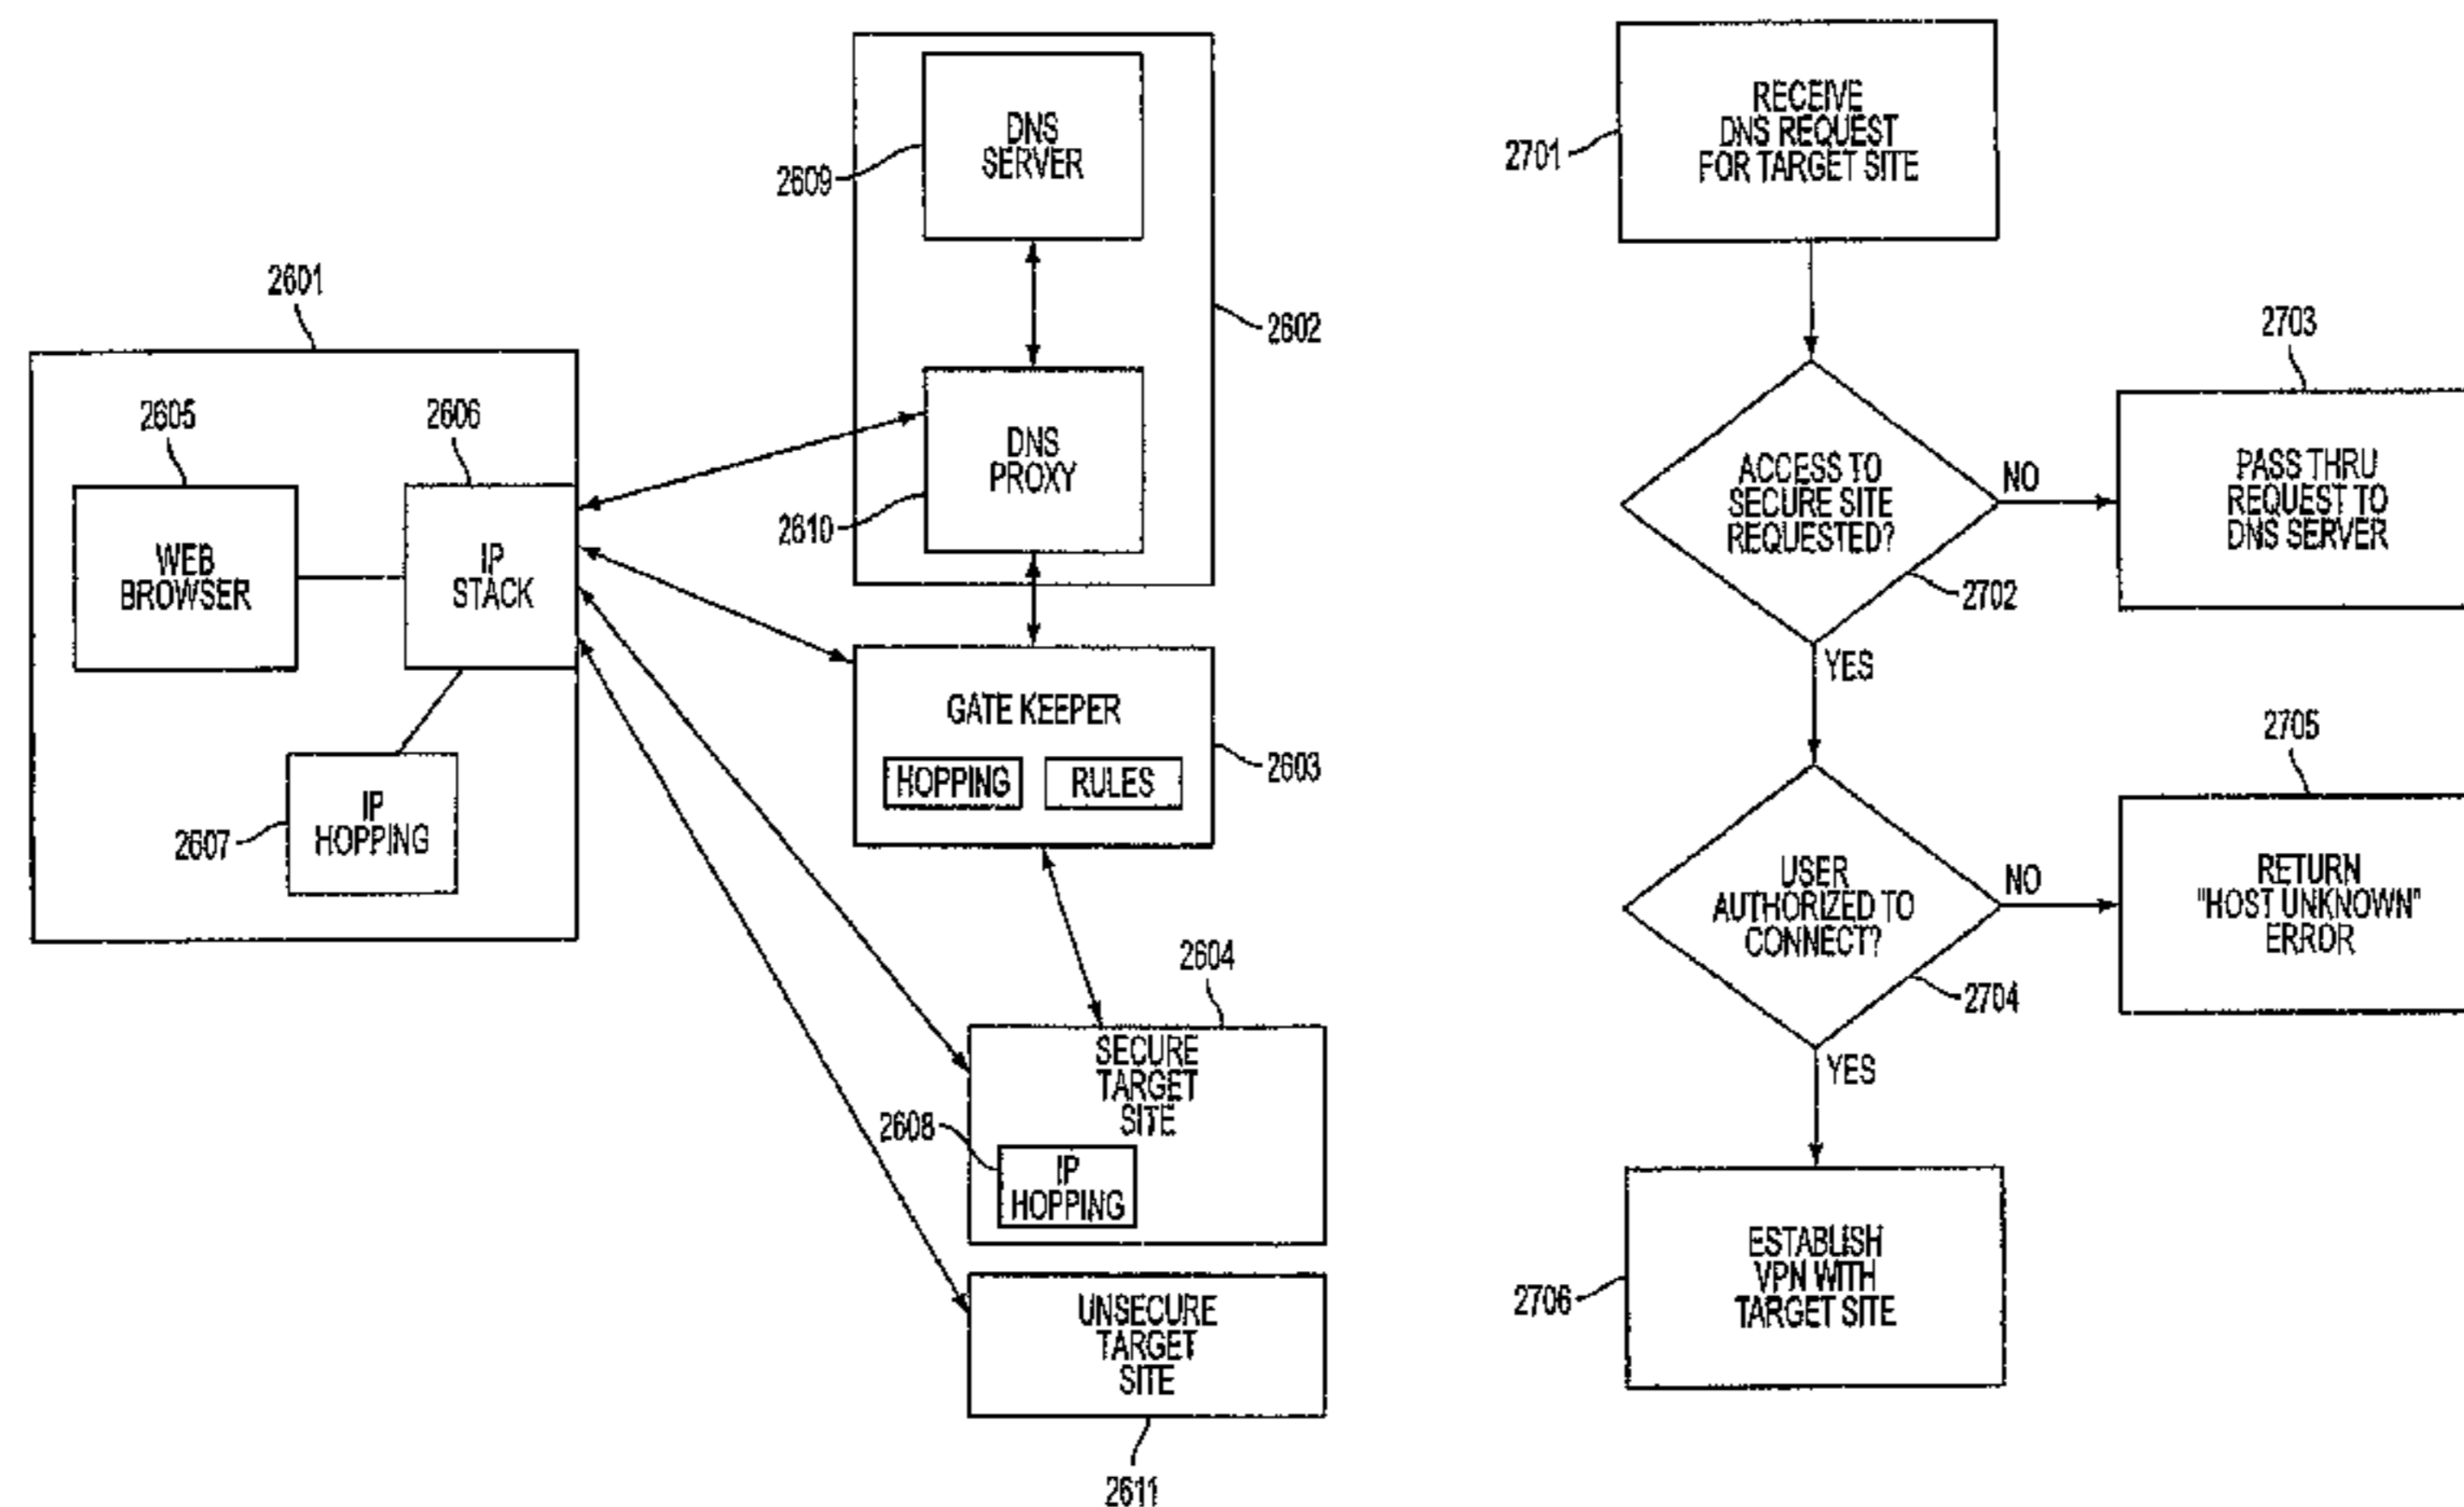 2601
2605
2606
WEB
BROWSER
IP
STACK
2607
IP
HOPPING
DNS
SERVER
2609
2602
DNS
PROXY
2610
GATE KEEPER
HOPPING
RULES
2603
2604
SECURE
TARGET
SITE
2608
IP
HOPPING
UNSECURE
TARGET
SITE
2611
RECEIVE
DNS REQUEST
FOR TARGET SITE
2701
ACCESS TO
SECURE SITE
REQUESTED?
2702
NO
2703
PASS THRU
REQUEST TO
DNS SERVER
YES
USER
AUTHORIZED TO
CONNECT?
2704
NO
2705
RETURN
"HOST UNKNOWN"
ERROR
YES
ESTABLISH
VPN WITH
TARGET SITE
2706